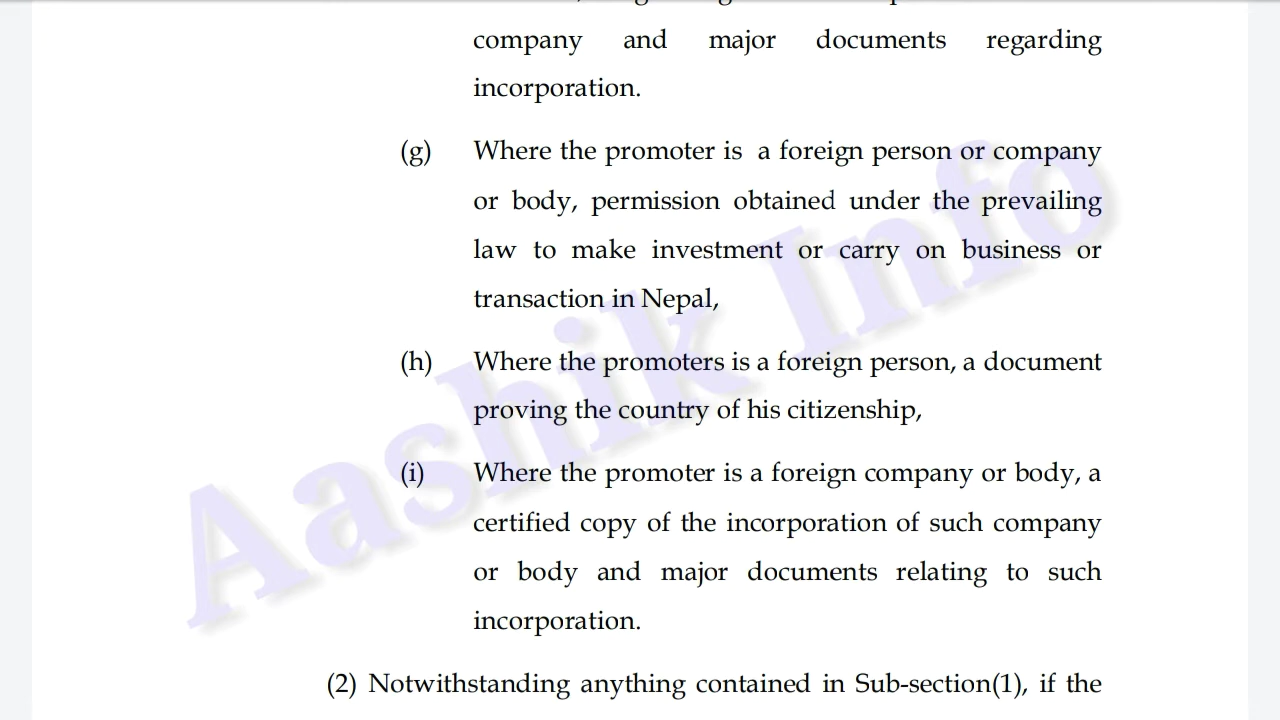 company and major documents regarding
incorporation.
(g) Where the promoter is a foreign person or company
or body, permission obtained under the prevailing
law to make investment or carry on business or
transaction in Nepal,
(h) Where the promoters is a foreign person, a document
proving the country of his citizenship,
(i) Where the promoter is a foreign company or body, a
certified copy of the incorporation of such company
or body and major documents relating to such
incorporation.
(2) Notwithstanding anything contained in Sub-section(1), if the
Aashik Info